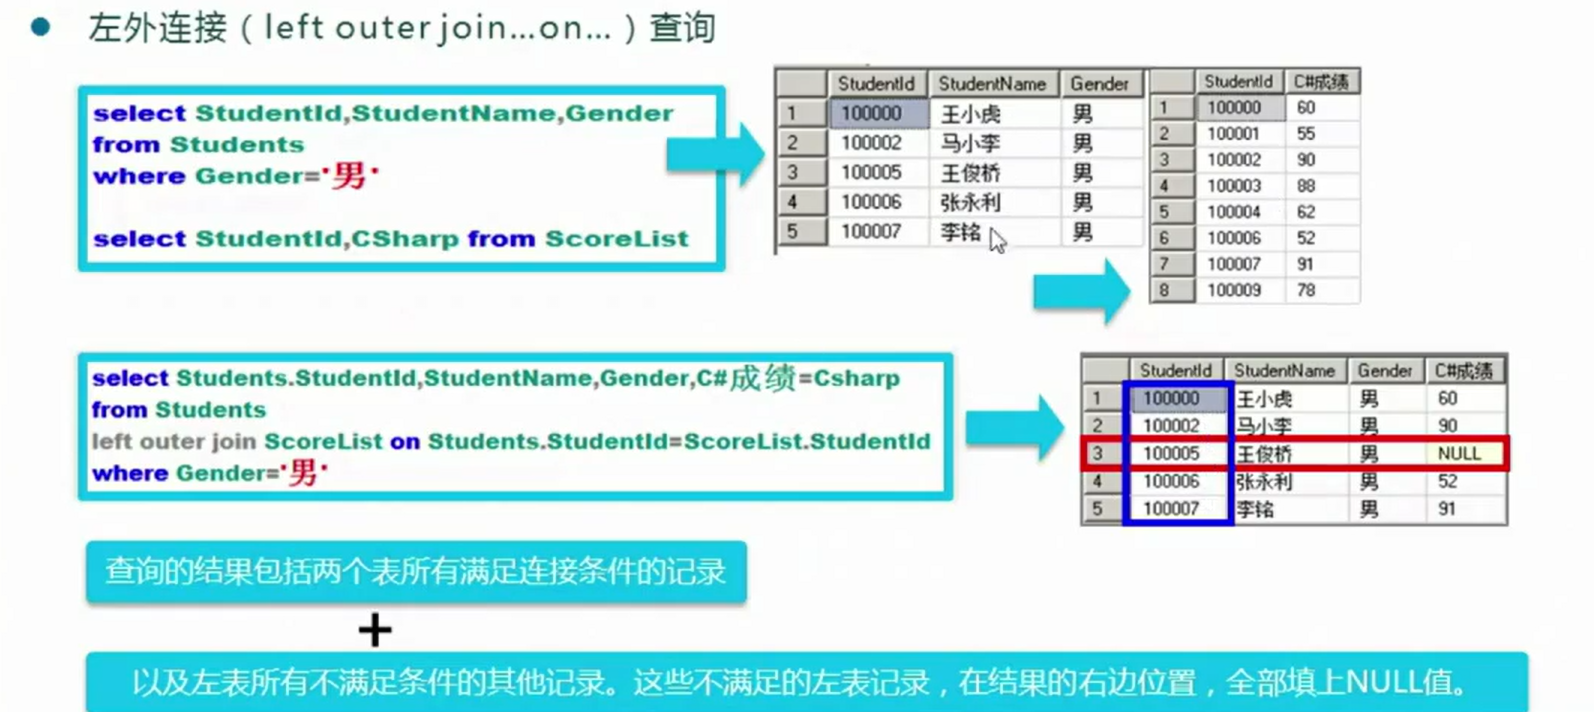 左外连接（left outer join…on…）查询
select StudentId,StudentName,Gender
from Students
where Gender='男'
select StudentId,CSharp from ScoreList
StudentId StudentName Gender
1 100000 王小虎 男
2 100002 马小李 男
3 100005 王俊桥 男
4 100006 张永利 男
5 100007 李铭 男
StudentId C#成绩
1 100000 60
2 100001 55
3 100002 90
4 100003 88
5 100004 62
6 100006 52
7 100007 91
8 100009 78
select Students.StudentId,StudentName,Gender,C#成绩=Csharp
from Students
left outer join ScoreList on Students.StudentId=ScoreList.StudentId
where Gender='男'
StudentId StudentName Gender C#成绩
1 100000 王小虎 男 60
2 100002 马小李 男 90
3 100005 王俊桥 男 NULL
4 100006 张永利 男 52
5 100007 李铭 男 91
查询的结果包括两个表所有满足连接条件的记录
+
以及左表所有不满足条件的其他记录。这些不满足的左表记录，在结果的右边位置，全部填上NULL值。